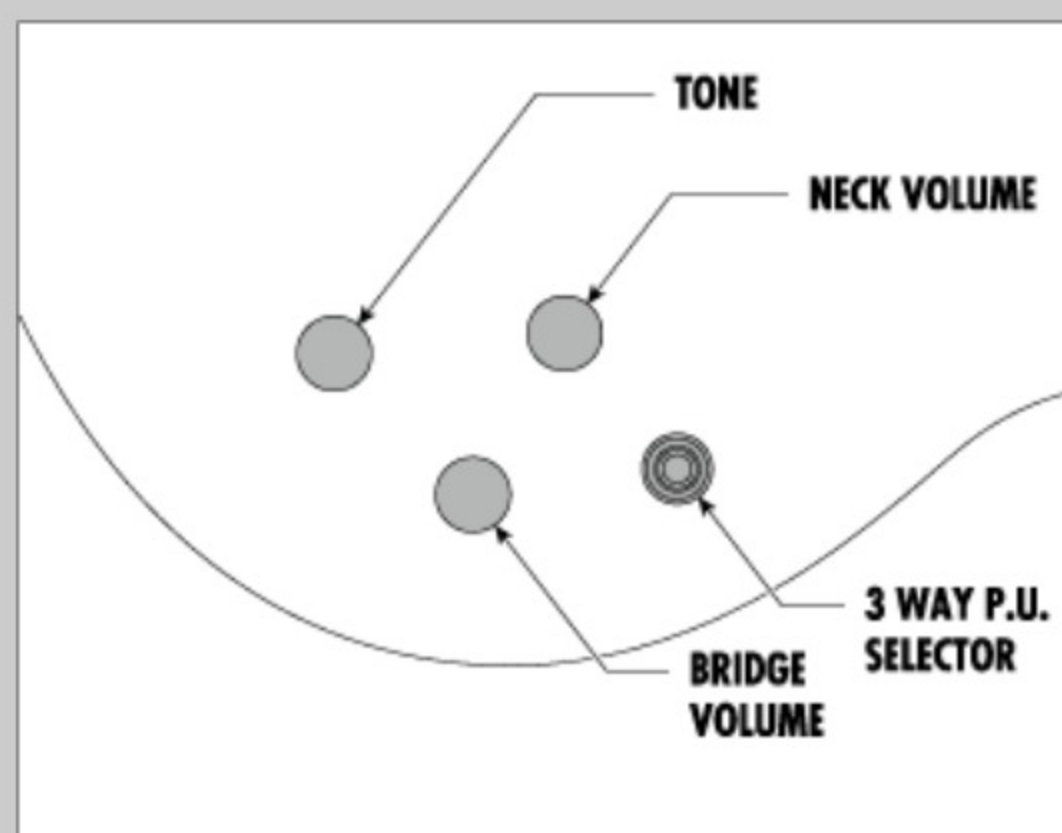 TONE
NECK VOLUME
3 WAY P.U.
SELECTOR
BRIDGE
VOLUME